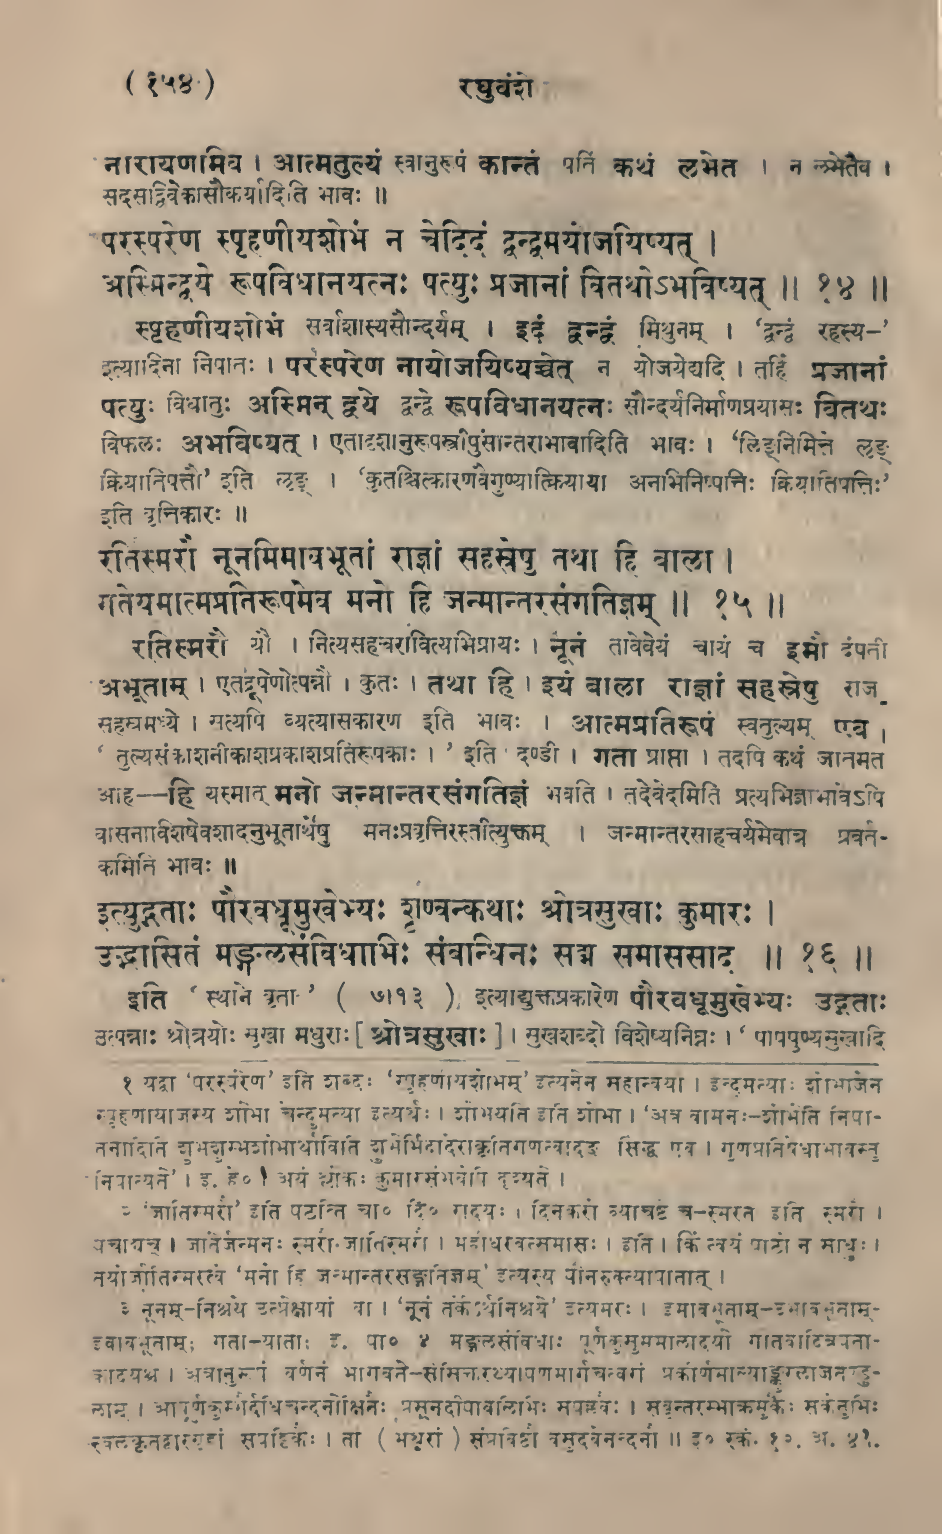 (१५४) रघुवंशे
नारायणमिव । आत्मतुल्यं स्वानुरूपं कान्तं पतिं कथं लभेत । न लभेतैव ।
सदसद्विवेकासौकर्यादिति भावः ॥
परस्परेण स्पृहणीयशोभं न चेदिदं द्वन्द्वमयोजयिष्यत् ।
अस्मिन्द्वये रूपविधानयत्नः पत्युः प्रजानां वितथोऽभविष्यत् ॥ १४ ॥
स्पृहणीयशोभं सर्वाशास्यसौन्दर्यम् । इदं द्वन्द्वं मिथुनम् । 'द्वन्द्वं रहस्य–'
इत्यादिना निपातः । परस्परेण नायोजयिष्यच्चेत् न योजयेद्यदि । तर्हि प्रजानां
पत्युः विधातुः अस्मिन् द्वये द्वन्द्वे रूपविधानयत्नः सौन्दर्यनिर्माणप्रयासः वितथः
विफलः अभविष्यत् । एतादृशानुरूपस्त्रीपुंसान्तराभावादिति भावः । 'लिङ्निमित्ते लृङ्
क्रियातिपत्तौ' इति लृङ् । 'कुतश्चित्कारणवैगुण्यात्क्रियाया अनभिनिष्पत्तिः क्रियातिपत्तिः'
इति वृत्तिकारः ॥
रतिस्मरौ नूनमिमावभूतां राज्ञां सहस्रेषु तथा हि बाला ।
गतेयमात्मप्रतिरूपमेव मनो हि जन्मान्तरसंगतिज्ञम् ॥ १५ ॥
रतिस्मरौ यौ । नित्यसहचरावित्यभिप्रायः । नूनं तावेवेयं चायं च इमौ दंपती
अभूताम् । एतद्रूपेणोत्पन्नौ । कुतः । तथा हि । इयं बाला राज्ञां सहस्रेषु राज
सहस्रमध्ये । सत्यपि व्यत्यासकारण इति भावः । आत्मप्रतिरूपं स्वतुल्यम् एव ।
' तुल्यसंकाशनीकाशप्रकाशप्रतिरूपकाः । ' इति दण्डी । गता प्राप्ता । तदपि कथं जातमत
आह––हि यस्मात् मनो जन्मान्तरसंगतिज्ञं भवति । तदेवेदमिति प्रत्यभिज्ञाभावेऽपि
वासनाविशेषवशादनुभूतार्थेषु मनःप्रवृत्तिरस्तीत्युक्तम् । जन्मान्तरसाहचर्यमेवात्र प्रवर्त-
कमिति भावः ॥
इत्युद्गताः पौरवधूमुखेभ्यः शृण्वन्कथाः श्रोत्रसुखाः कुमारः ।
उद्भासितं मङ्गलसंविधाभिः संबन्धिनः सद्म समाससाद ॥ १६ ॥
इति ' स्थाने वृता ' ( ७।१३ ) इत्याद्युक्तप्रकारेण पौरवधूमुखेभ्यः उद्गताः
उत्पन्नाः श्रोत्रयोः सुखा मधुराः [ श्रोत्रसुखाः ] । सुखशब्दो विशेष्यनिघ्नः । ' पापपुण्यसुखादि
१ यद्वा 'परस्परेण' इति शब्दः 'स्पृहणीयशोभम्' इत्यनेन महान्वयी । इन्दुमत्याः शोभाजेन
स्पृहणीयाजस्य शोभा चेन्दुमत्या इत्यर्थः । शोभयति इति शोभा । 'अत्र वामनः–शोभेति निपा-
तनादिति शुभशुम्भशोभार्थाविति शुभेर्भिदादेराकृतिगणत्वादङ् सिद्ध एव । गुणप्रतिषेधाभावस्तु
निपात्यते' । इ. हे० । अयं श्लोकः कुमारसंभवेपि दृश्यते ।
२ 'जातिस्मरौ' इति पठन्ति चा० दि० रादयः । दिनकरो व्याचष्टे च–स्मरत इति स्मरौ ।
पचाद्यच् । जातेर्जन्मनः स्मरौ जातिस्मरौ । महीधरवत्समासः । इति । किं त्वयं पाठो न साधुः ।
तयोर्जातिस्मरत्वे 'मनो हि जन्मान्तरसङ्गतिज्ञम्' इत्यस्य पौनरुक्त्यापातात् ।
३ नूनम्–निश्चये उत्प्रेक्षायां वा । 'नूनं तर्केऽर्थनिश्चये' इत्यमरः । इमावभूताम्–इमावभूताम्-
इवावभूताम्; गता–याता; इ. पा० ४ मङ्गलसंविधाः पूर्णकुसुममालादयो गीतवादित्रपता-
कादयश्च । अत्रानुरूपं वर्णनं भागवते–संसिक्तरथ्यापणमार्गचत्वरां प्रकीर्णमाल्याङ्कुरलाजतण्डु-
लाम् । आपूर्णकुम्भैर्दधिचन्दनोक्षितैः प्रसूनदीपावलिभिः सपल्लवैः । सवृन्तरम्भाक्रमुकैः सकेतुभिः
स्वलंकृतद्वारगृहां सपट्टिकैः । तां ( मथुरां ) संप्रविष्टौ वसुदेवनन्दनौ ॥ इ० स्कं. १०. अ. ४१.